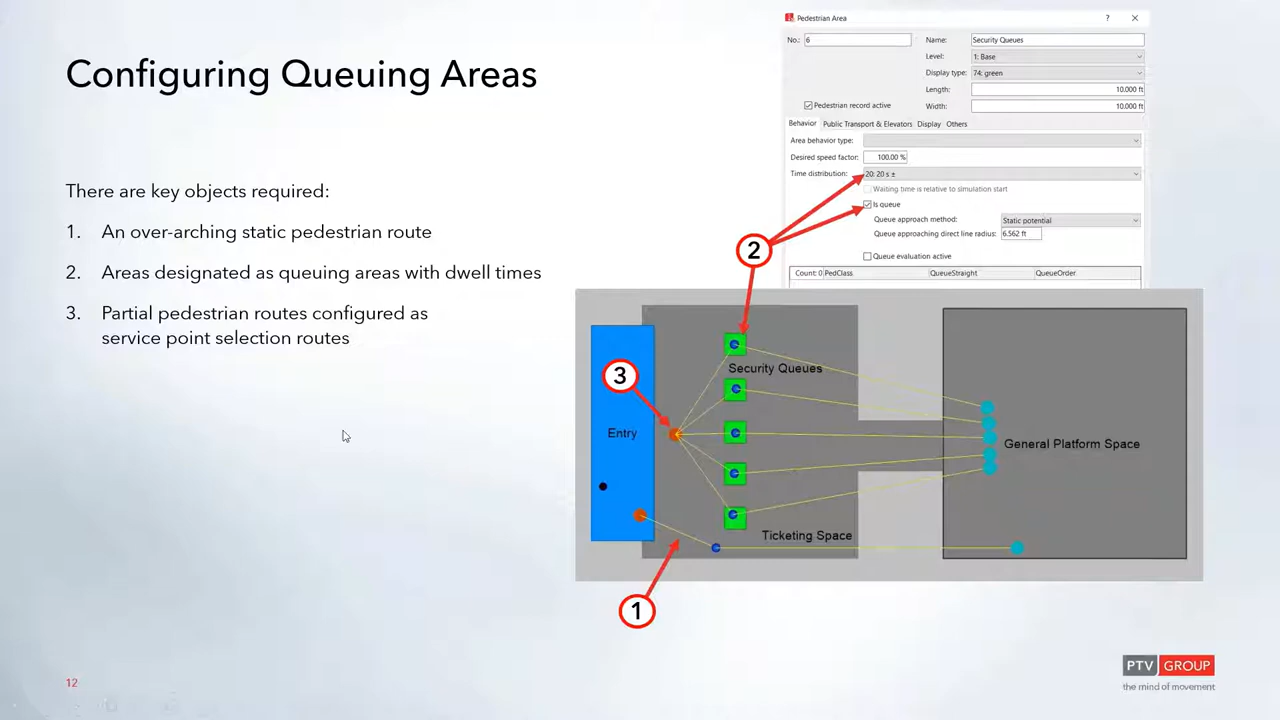 Configuring Queuing Areas
There are key objects required:
1. An over-arching static pedestrian route
2. Areas designated as queuing areas with dwell times
3. Partial pedestrian routes configured as
service point selection routes
Pedestrian Area
? ×
No.: 6
Name: Security Queues
Level: 1: Base
Display type: 74: green
Length: 10.000 ft
Pedestrian record active
Width: 10.000 ft
Behavior Public Transport & Elevators Display Others
Area behavior type:
Desired speed factor: 100.00 %
Time distribution: 20: 20 s ±
Waiting time is relative to simulation start
Is queue
Queue approach method: Static potential
Queue approaching direct line radius: 6.562 ft
Queue evaluation active
Count: 0 PedClass QueueStraight QueueOrder
2
Security Queues
3
Entry
General Platform Space
Ticketing Space
1
12
PTV GROUP
the mind of movement